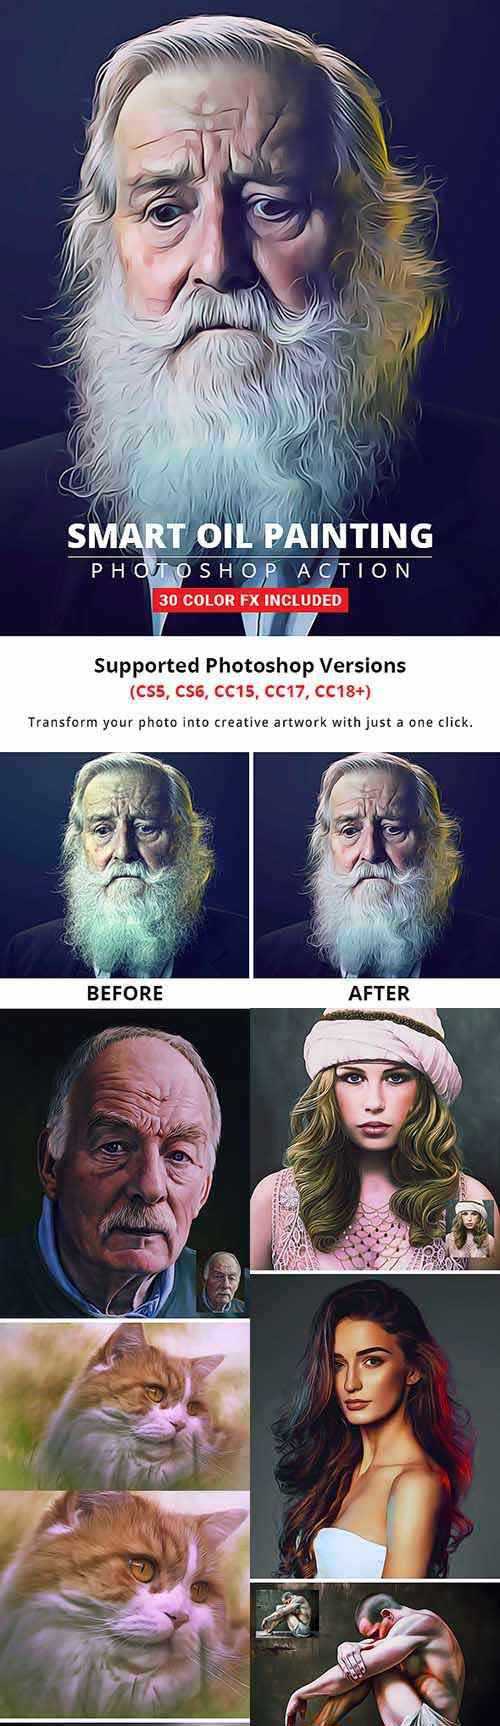 SMART OIL PAINTING
PHOTOSHOP ACTION
30 COLOR FX INCLUDED
Supported Photoshop Versions
(CS5, CS6, CC15, CC17, CC18+)
Transform your photo into creative artwork with just a one click.
BEFORE AFTER